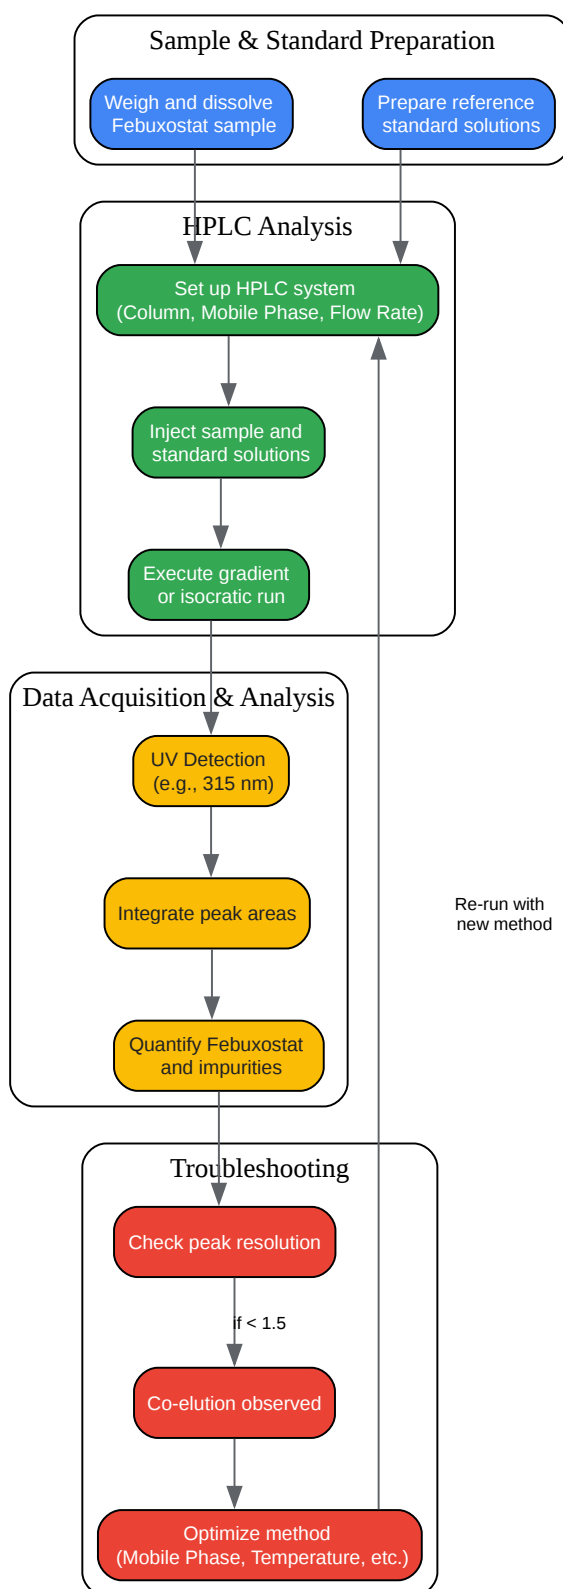 Sample & Standard Preparation
Weigh and dissolve
Febuxostat sample
Prepare reference
standard solutions
HPLC Analysis
Set up HPLC system
(Column, Mobile Phase, Flow Rate)
Inject sample and
standard solutions
Execute gradient
or isocratic run
Data Acquisition & Analysis
UV Detection
(e.g., 315 nm)
Integrate peak areas
Re-run with
new method
Quantify Febuxostat
and impurities
Troubleshooting
Check peak resolution
if < 1.5
Co-elution observed
Optimize method
(Mobile Phase, Temperature, etc.)